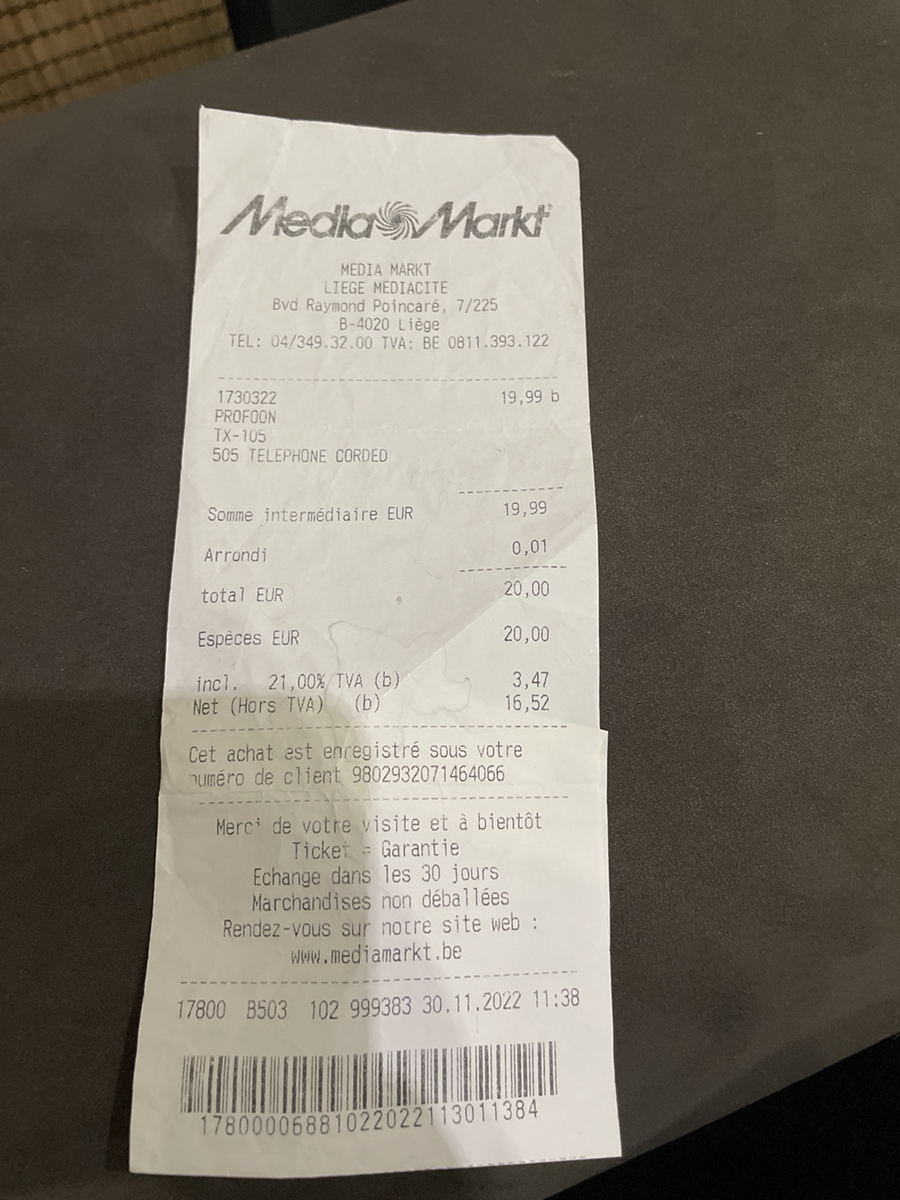 Media Markt
MEDIA MARKT
LIEGE MEDIACITE
Bvd Raymond Poincaré, 7/225
B-4020 Liège
TEL: 04/349.32.00 TVA: BE 0811.393.122
1730322 19,99 b
PROFOON
TX-105
505 TELEPHONE CORDED
Somme intermédiaire EUR 19,99
Arrondi 0,01
total EUR 20,00
Espèces EUR 20,00
incl. 21,00% TVA (b) 3,47
Net (Hors TVA) (b) 16,52
Cet achat est enregistré sous votre
numéro de client 9802932071464066
Merci de votre visite et à bientôt
Ticket = Garantie
Echange dans les 30 jours
Marchandises non déballées
Rendez-vous sur notre site web :
www.mediamarkt.be
17800 B503 102 999383 30.11.2022 11:38
1780000688102202211301​1384